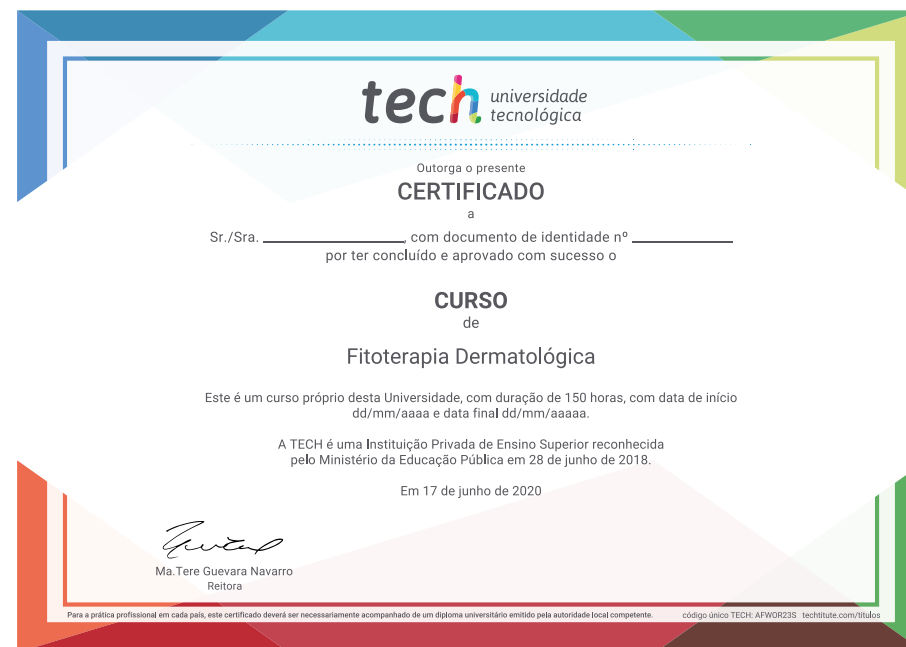 tech universidade
tecnológica
Outorga o presente
CERTIFICADO
a
Sr./Sra. ____________, com documento de identidade nº ____________
por ter concluído e aprovado com sucesso o
CURSO
de
Fitoterapia Dermatológica
Este é um curso próprio desta Universidade, com duração de 150 horas, com data de início
dd/mm/aaaa e data final dd/mm/aaaaa.
A TECH é uma Instituição Privada de Ensino Superior reconhecida
pelo Ministério da Educação Pública em 28 de junho de 2018.
Em 17 de junho de 2020
Ma.Tere Guevara Navarro
Reitora
Para a prática profissional em cada país, este certificado deverá ser necessariamente acompanhado de um diploma universitário emitido pela autoridade local competente. código único TECH: AFWOR23S techtitute.com/titulos